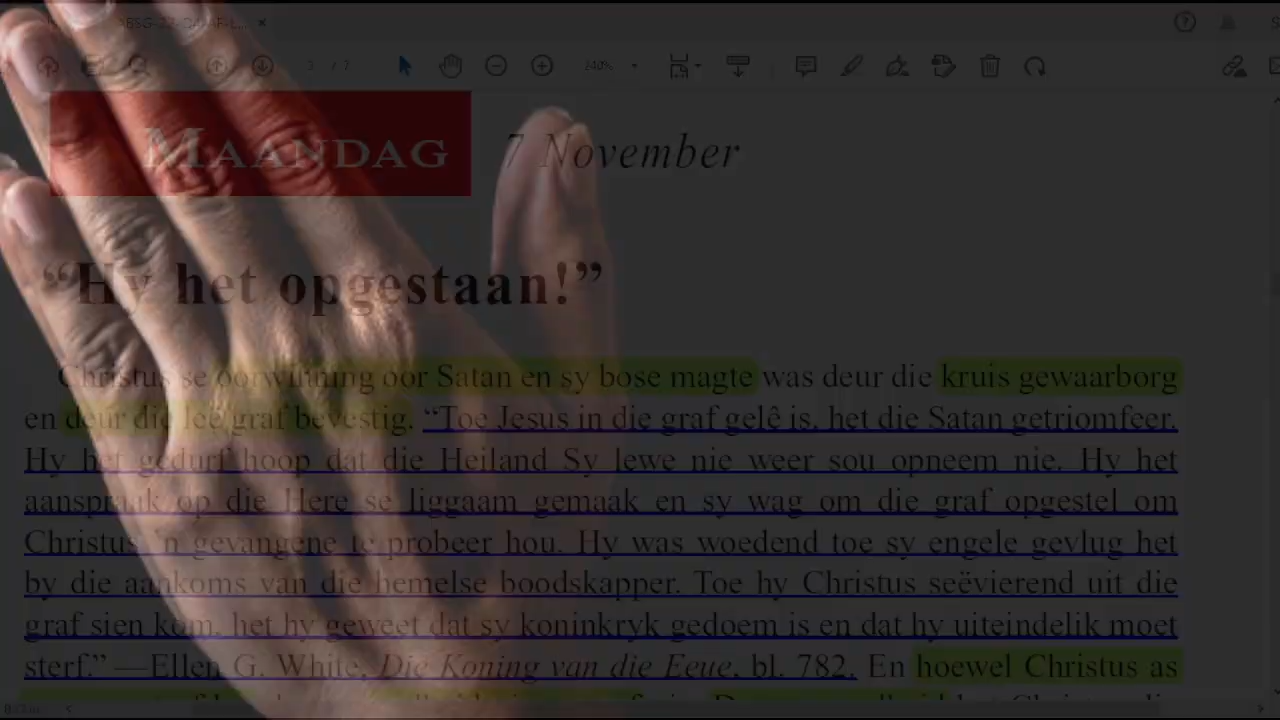 MAANDAG 7 November
“Hy het opgestaan!”
Christus se oorwinning oor Satan en sy bose magte was deur die kruis gewaarborg
en deur die leë graf bevestig. “Toe Jesus in die graf gelê is, het die Satan getriomfeer.
Hy het gedurf hoop dat die Heiland Sy lewe nie weer sou opneem nie. Hy het
aanspraak op die Here se liggaam gemaak en sy wag om die graf opgestel om
Christus ’n gevangene te probeer hou. Hy was woedend toe sy engele gevlug het
by die aankoms van die hemelse boodskapper. Toe hy Christus seëvierend uit die
graf sien kom, het hy geweet dat sy koninkryk gedoem is en dat hy uiteindelik moet
sterf.” —Ellen G. White, Die Koning van die Eeue, bl. 782. En hoewel Christus as